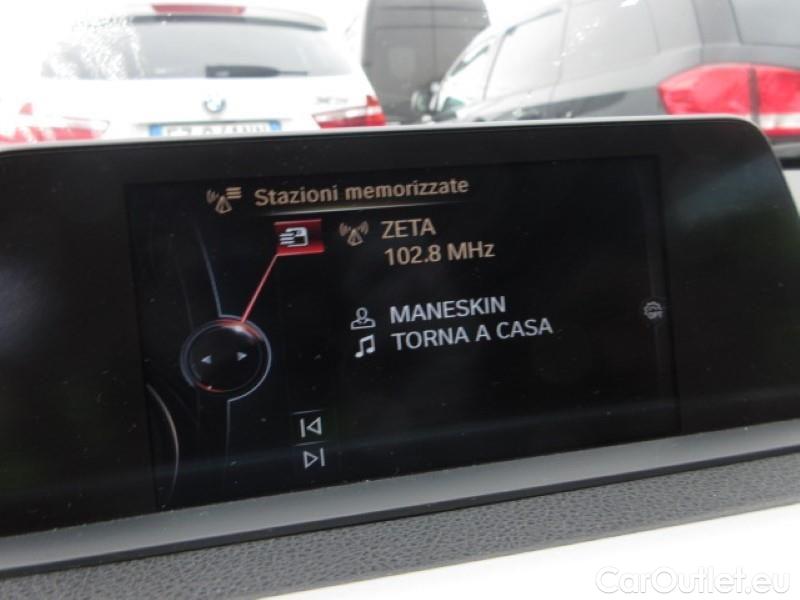 Stazioni memorizzate
ZETA
102.8 MHz
MANESKIN
TORNA A CASA
CarOutlet.eu